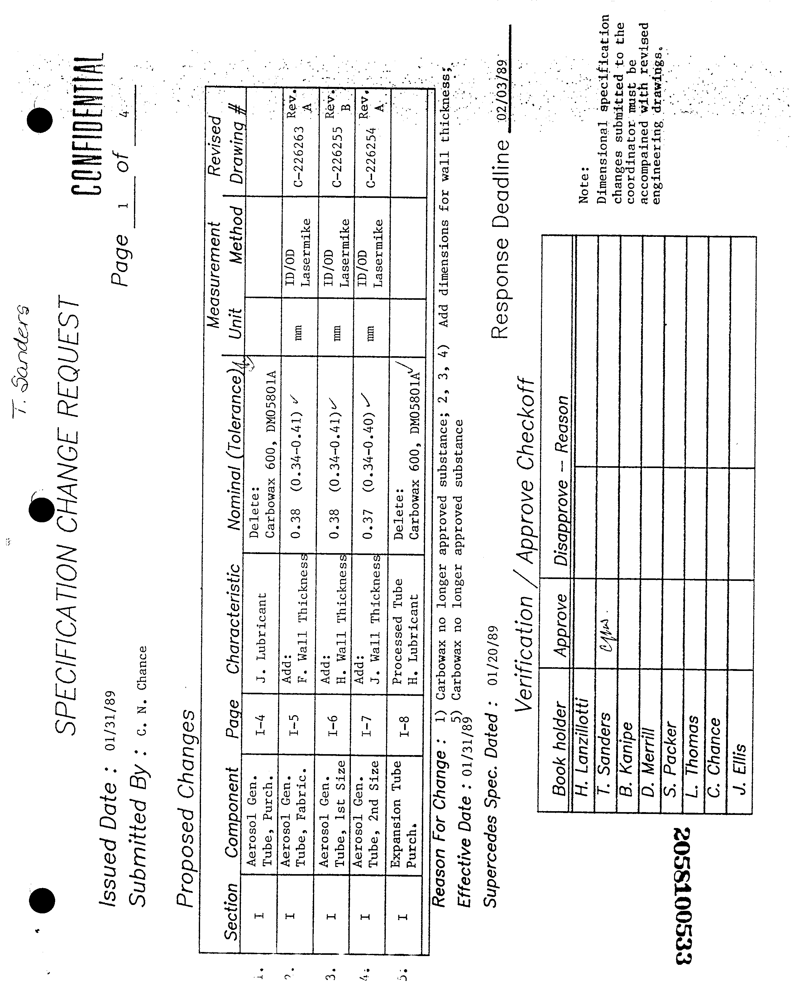 T. Sanders
SPECIFICATION CHANGE REQUEST
CONFIDENTIAL
Issued Date : 01/31/89
Page 1 of 4
Submitted By : C. N. Chance
Proposed Changes
Section Component Page Characteristic Nominal (Tolerance) Measurement Unit Method Revised Drawing #
1. I Aerosol Gen. Tube, Purch. I-4 J. Lubricant Delete: Carbowax 600, DM05801A
2. I Aerosol Gen. Tube, Fabric. I-5 Add: F. Wall Thickness 0.38 (0.34-0.41) ✓ mm ID/OD Lasermike C-226263 Rev. A
3. I Aerosol Gen. Tube, 1st Size I-6 Add: H. Wall Thickness 0.38 (0.34-0.41) ✓ mm ID/OD Lasermike C-226255 Rev. B
4. I Aerosol Gen. Tube, 2nd Size I-7 Add: J. Wall Thickness 0.37 (0.34-0.40) ✓ mm ID/OD Lasermike C-226254 Rev. A.
5. I Expansion Tube Purch. I-8 Processed Tube H. Lubricant Delete: Carbowax 600, DM05801A ✓
Reason For Change : 1) Carbowax no longer approved substance; 2, 3, 4) Add dimensions for wall thickness;
5) Carbowax no longer approved substance
Effective Date : 01/31/89
Supercedes Spec. Dated : 01/20/89
Response Deadline 02/03/89
Verification / Approve Checkoff
Book holder Approve Disapprove – Reason
H. Lanzillotti
T. Sanders
B. Kanipe
D. Merrill
S. Packer
L. Thomas
C. Chance
J. Ellis
Note:
Dimensional specification
changes submitted to the
coordinator must be
accompained with revised
engineering drawings.
2058100533